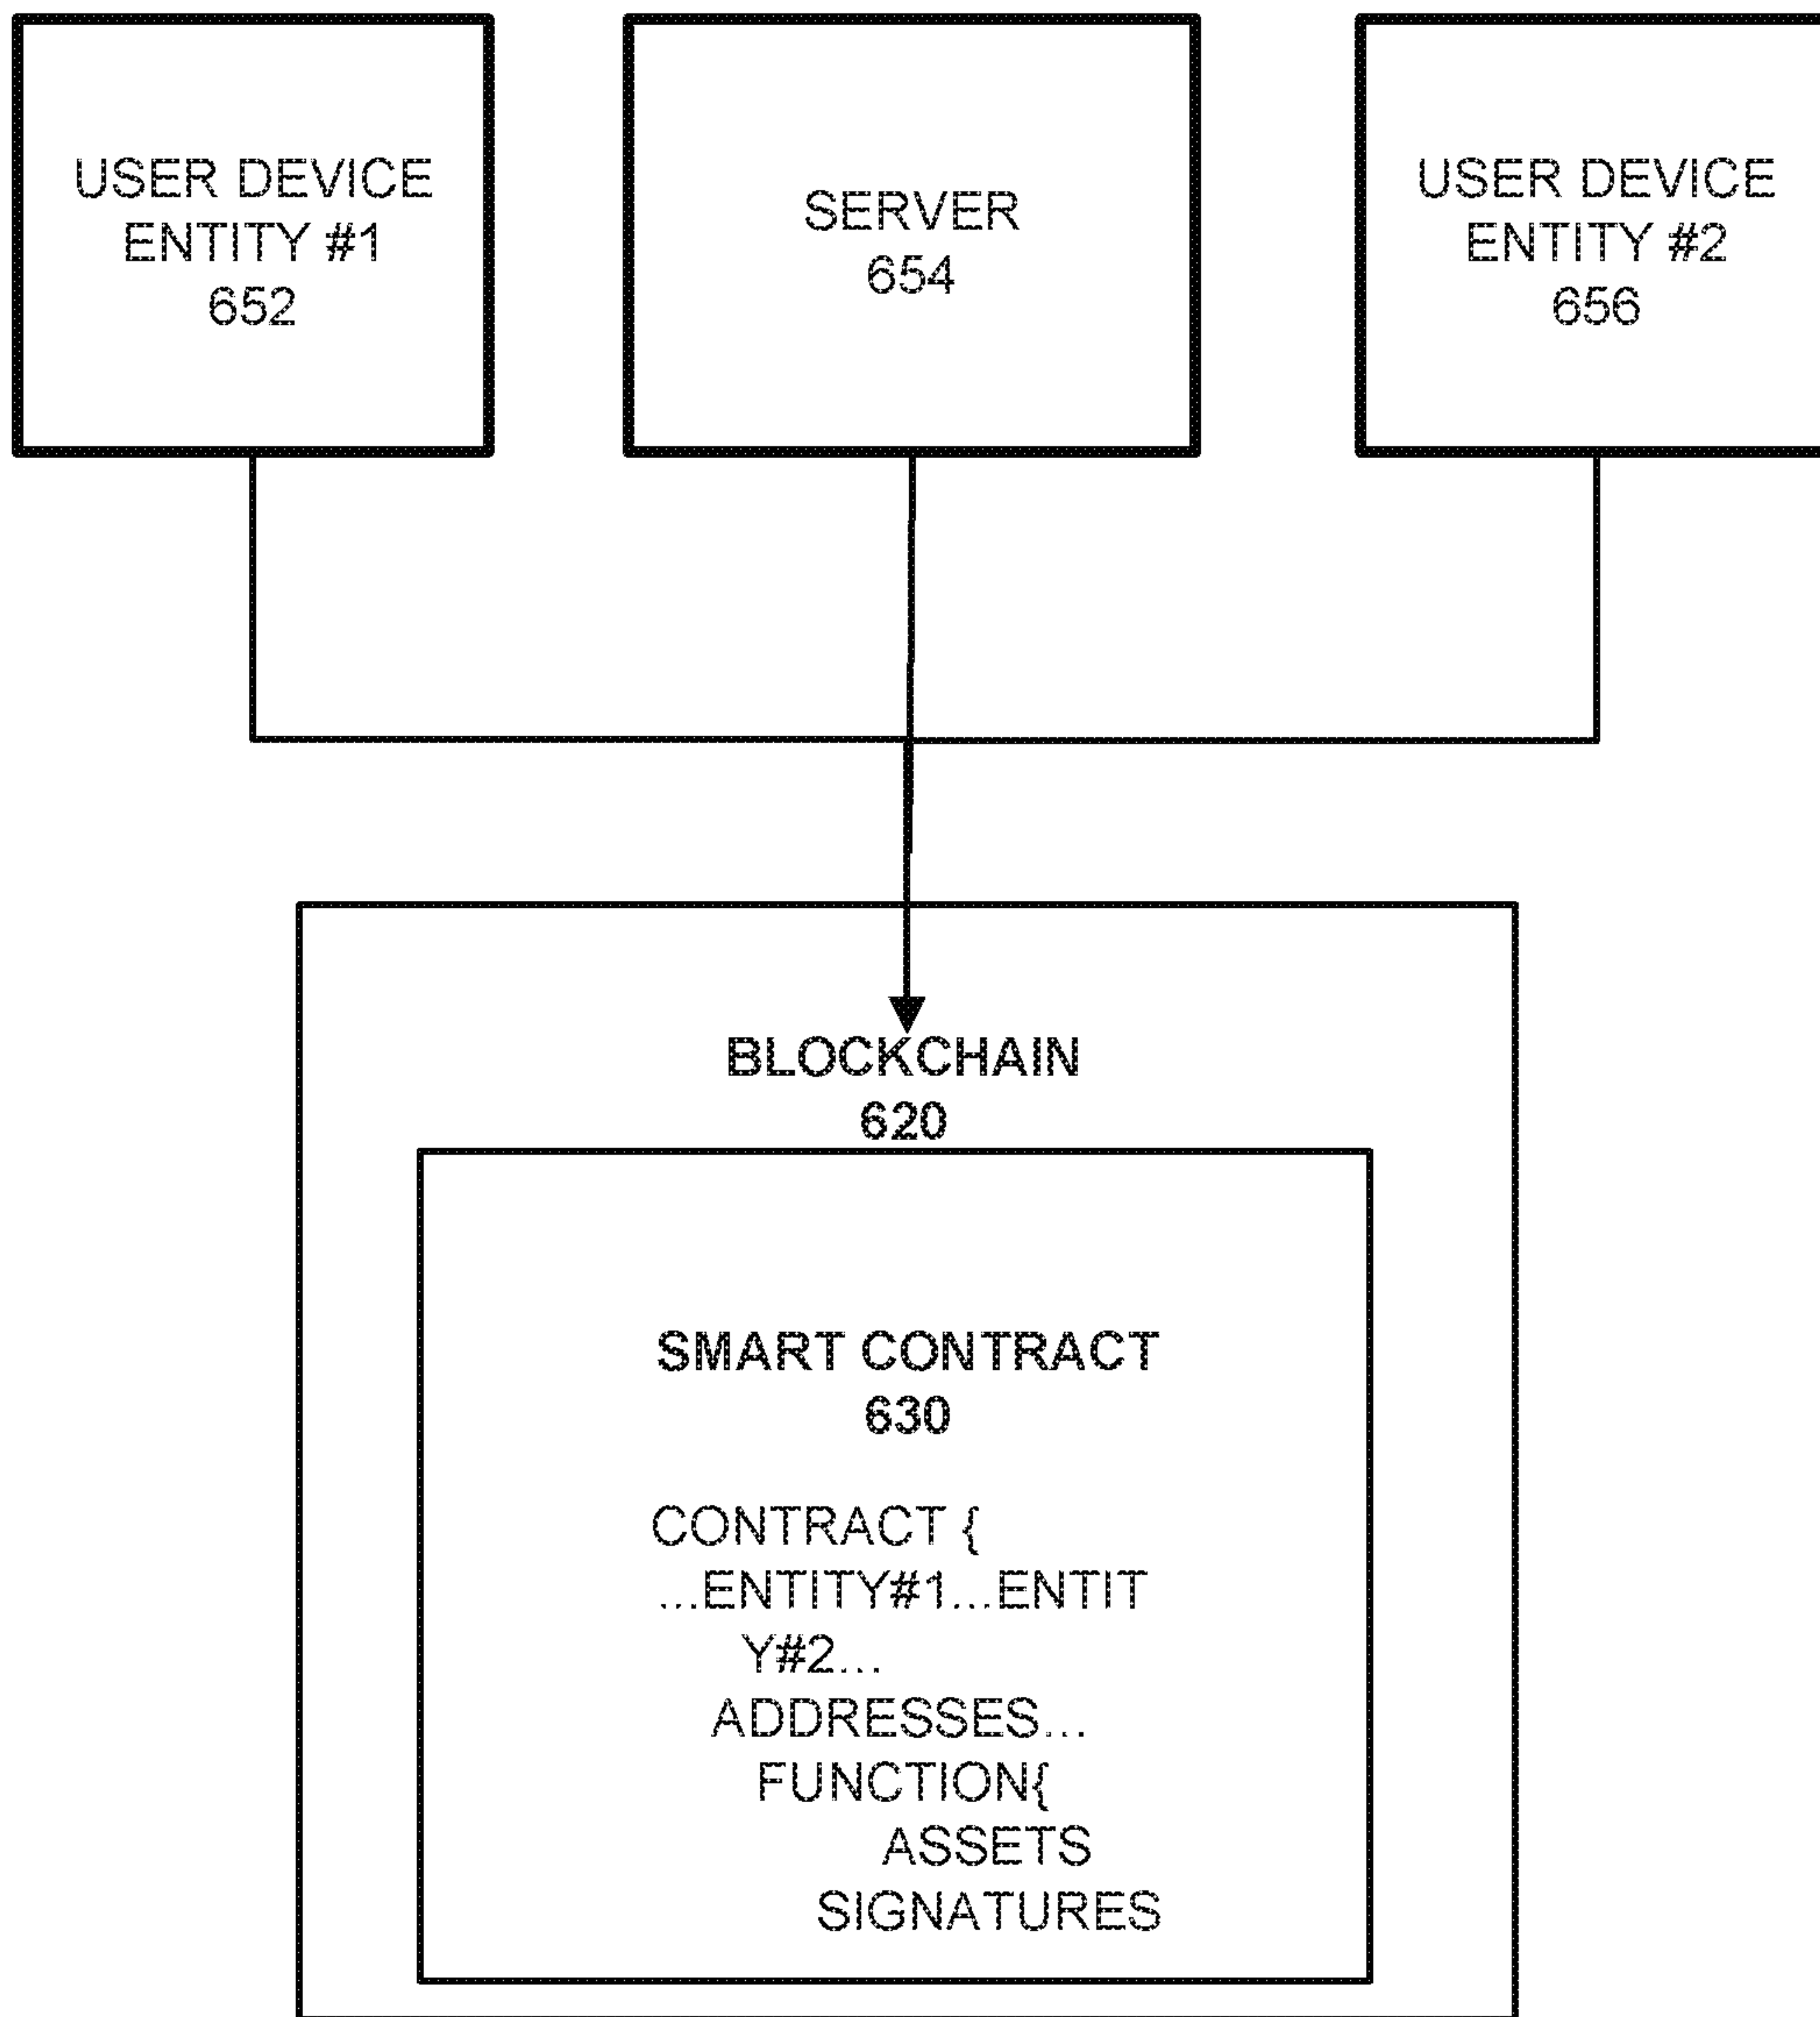 USER DEVICE
ENTITY #1
652
SERVER
654
USER DEVICE
ENTITY #2
656
BLOCKCHAIN
620
SMART CONTRACT
630
CONTRACT {
...ENTITY#1...ENTIT
Y#2...
ADDRESSES...
FUNCTION{
ASSETS
SIGNATURES